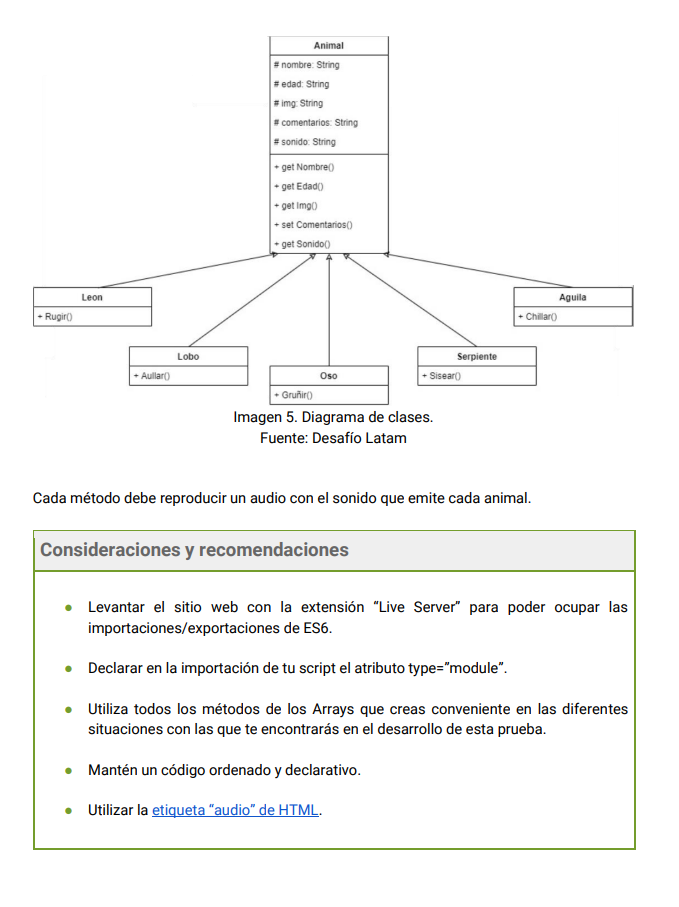 Animal
# nombre: String
# edad: String
# img: String
# comentarios: String
# sonido: String
+ get Nombre()
+ get Edad()
+ get Img()
+ set Comentarios()
+ get Sonido()
Leon
+ Rugir()
Aguila
+ Chillar()
Lobo
+ Aullar()
Serpiente
+ Sisear()
Oso
+ Gruñir()
Imagen 5. Diagrama de clases.
Fuente: Desafío Latam
Cada método debe reproducir un audio con el sonido que emite cada animal.
Consideraciones y recomendaciones
● Levantar el sitio web con la extensión “Live Server” para poder ocupar las
importaciones/exportaciones de ES6.
● Declarar en la importación de tu script el atributo type=”module”.
● Utiliza todos los métodos de los Arrays que creas conveniente en las diferentes
situaciones con las que te encontrarás en el desarrollo de esta prueba.
● Mantén un código ordenado y declarativo.
● Utilizar la etiqueta “audio” de HTML.